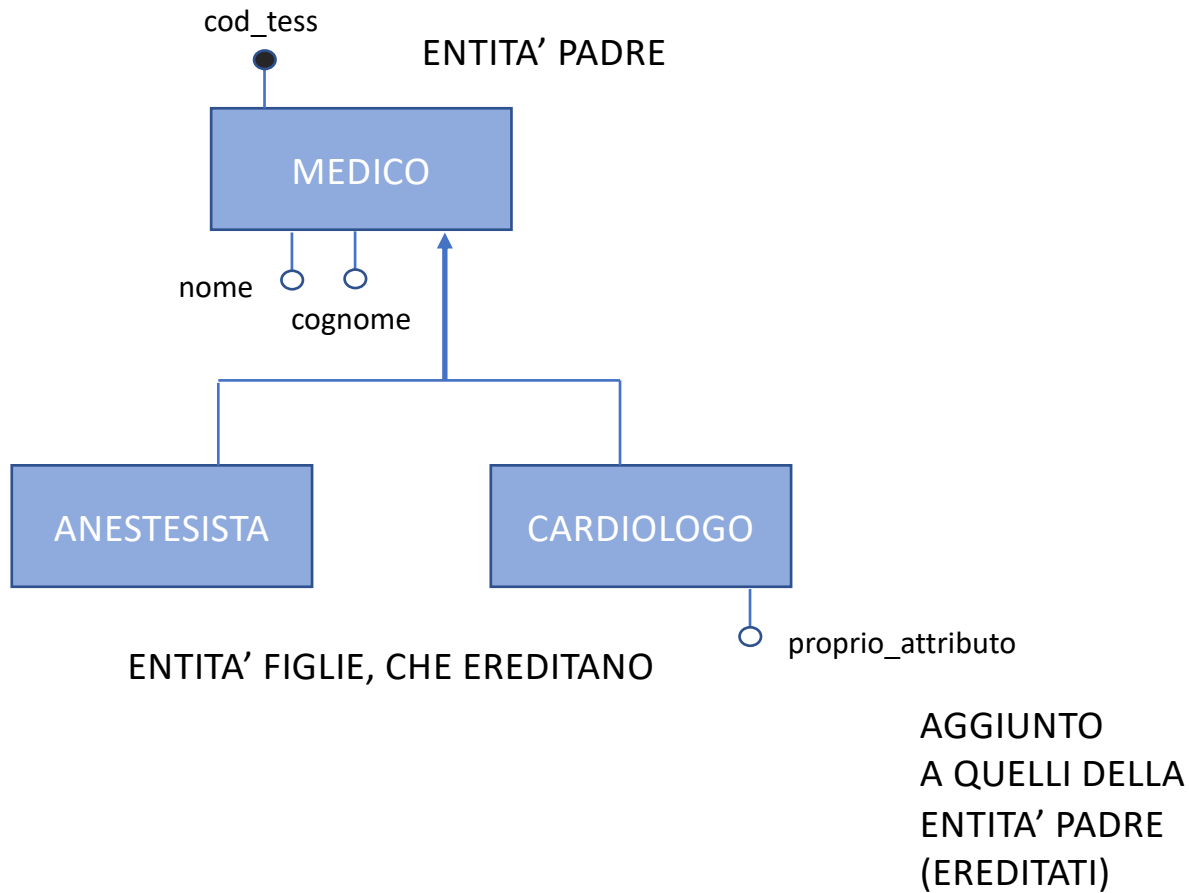 cod_tess
ENTITA’ PADRE
MEDICO
nome
cognome
ANESTESISTA
CARDIOLOGO
proprio_attributo
ENTITA’ FIGLIE, CHE EREDITANO
AGGIUNTO
A QUELLI DELLA
ENTITA’ PADRE
(EREDITATI)